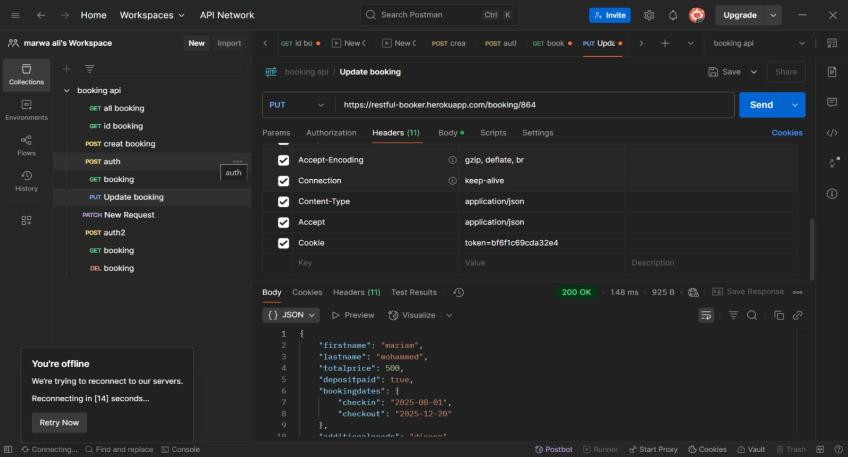 Home Workspaces API Network Search Postman Ctrl K Invite Upgrade
marwa ali's Workspace New Import GET id bo New C New C POST crea POST auth GET book PUT Upda booking api
Collections
Environments
Flows
History
booking api
GET all booking
GET id booking
POST creat booking
POST auth
auth
GET booking
PUT Update booking
PATCH New Request
POST auth2
GET booking
DEL booking
booking api / Update booking Save Share
PUT https://restful-booker.herokuapp.com/booking/864 Send
Params Authorization Headers (11) Body Scripts Settings Cookies
Accept-Encoding gzip, deflate, br
Connection keep-alive
Content-Type application/json
Accept application/json
Cookie token=bf6f1c69cda32e4
Key Value Description
Body Cookies Headers (11) Test Results 200 OK 148 ms 925 B Save Response
{ } JSON Preview Visualize
1 {
2 "firstname": "mariam",
3 "lastname": "mohammed",
4 "totalprice": 500,
5 "depositpaid": true,
6 "bookingdates": {
7 "checkin": "2025-08-01",
8 "checkout": "2025-12-20"
9 },
10 "additionalneeds": "dinner"
You're offline
We're trying to reconnect to our servers.
Reconnecting in [14] seconds...
Retry Now
Connecting... Find and replace Console Postbot Runner Start Proxy Cookies Vault Trash